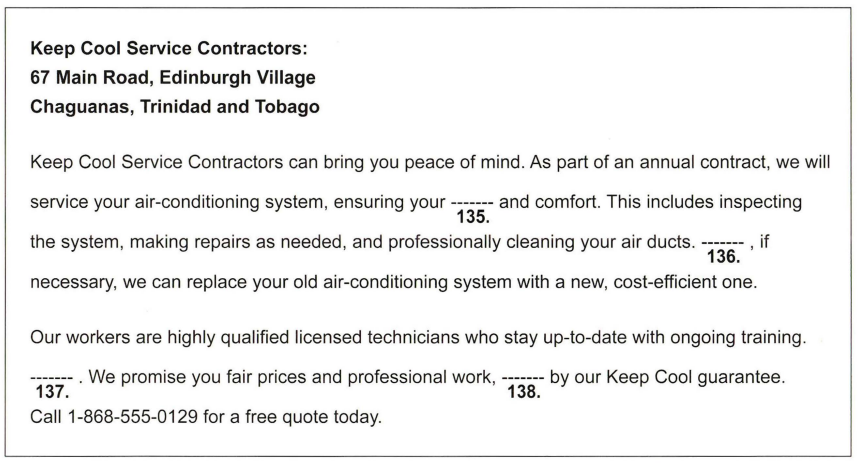 Keep Cool Service Contractors:
67 Main Road, Edinburgh Village
Chaguanas, Trinidad and Tobago
Keep Cool Service Contractors can bring you peace of mind. As part of an annual contract, we will
service your air-conditioning system, ensuring your ------- and comfort. This includes inspecting
135.
the system, making repairs as needed, and professionally cleaning your air ducts. ------- , if
136.
necessary, we can replace your old air-conditioning system with a new, cost-efficient one.
Our workers are highly qualified licensed technicians who stay up-to-date with ongoing training.
------- . We promise you fair prices and professional work, ------- by our Keep Cool guarantee.
137. 138.
Call 1-868-555-0129 for a free quote today.